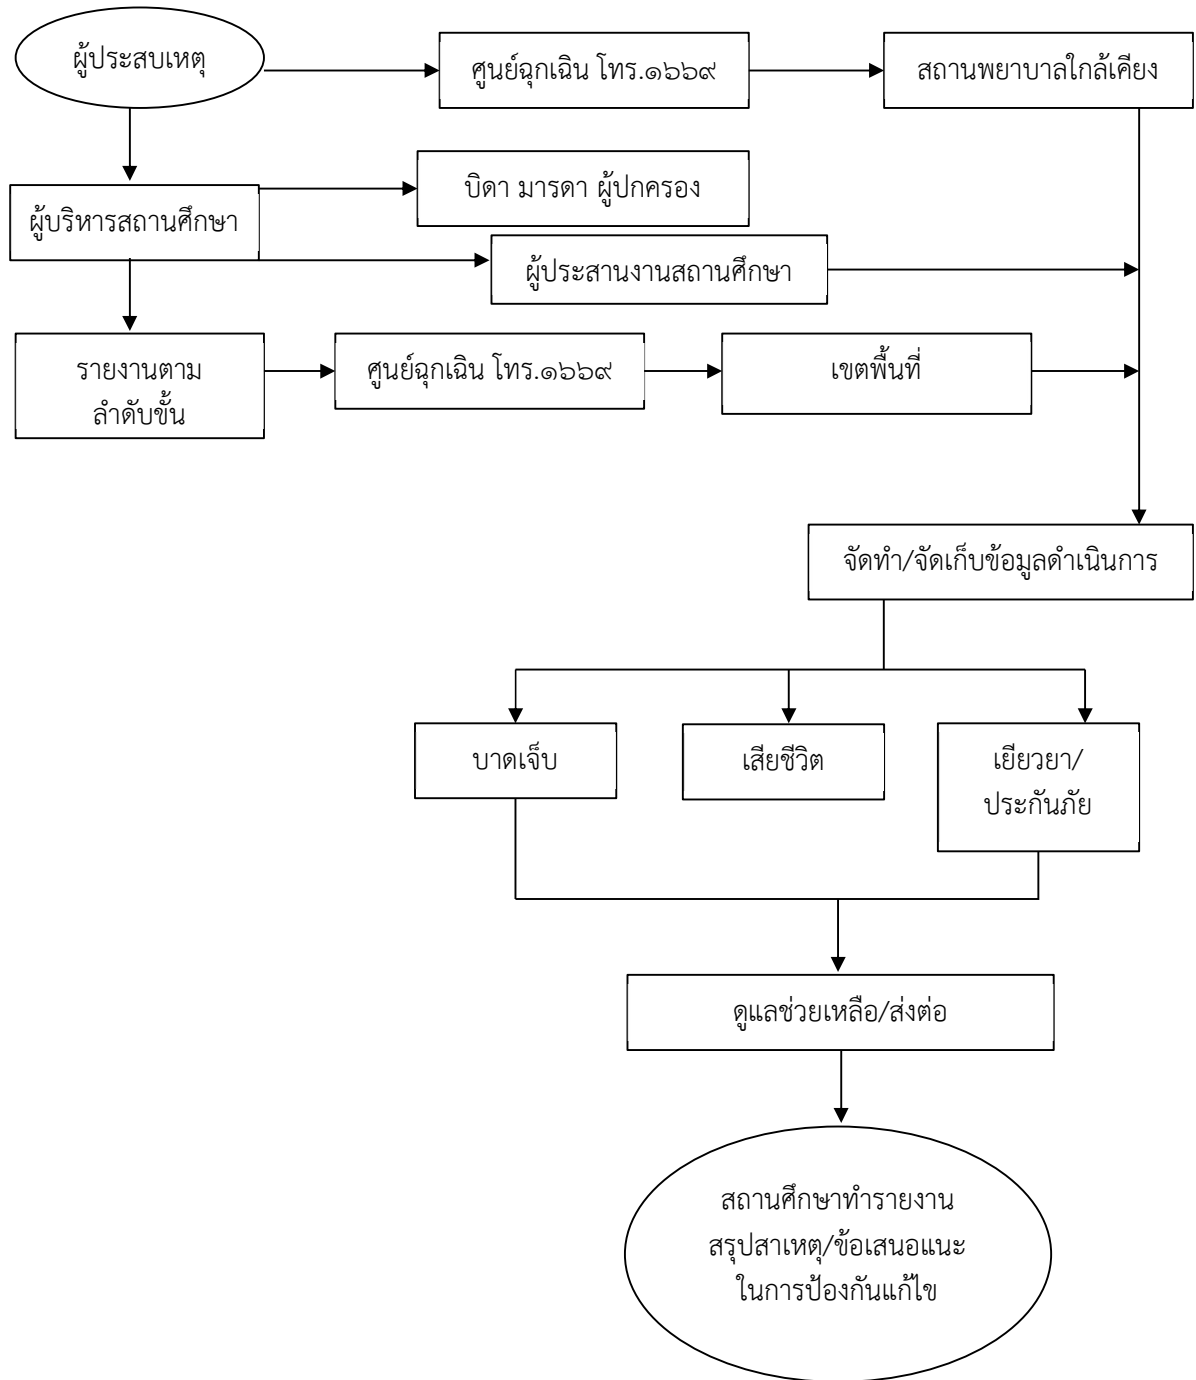 ผู้ประสบเหตุ
ศูนย์ฉุกเฉิน โทร.๑๖๖๙
สถานพยาบาลใกล้เคียง
บิดา มารดา ผู้ปกครอง
ผู้บริหารสถานศึกษา
ผู้ประสานงานสถานศึกษา
รายงานตาม
ลำดับขั้น
ศูนย์ฉุกเฉิน โทร.๑๖๖๙
เขตพื้นที่
จัดทำ/จัดเก็บข้อมูลดำเนินการ
บาดเจ็บ
เสียชีวิต
เยียวยา/
ประกันภัย
ดูแลช่วยเหลือ/ส่งต่อ
สถานศึกษาทำรายงาน
สรุปสาเหตุ/ข้อเสนอแนะ
ในการป้องกันแก้ไข